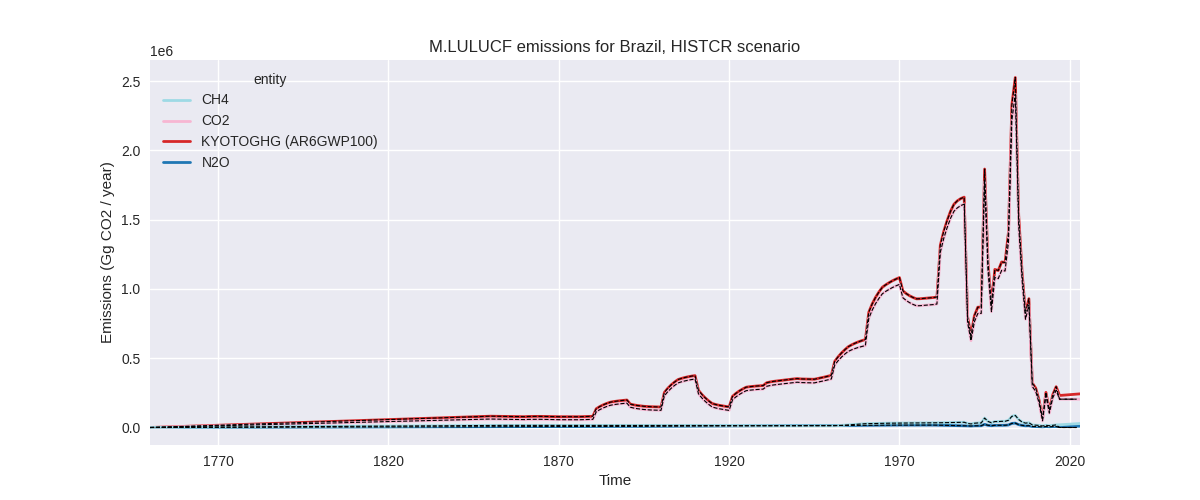 M.LULUCF emissions for Brazil, HISTCR scenario
1e6
2.5
2.0
1.5
1.0
0.5
0.0
Emissions (Gg CO2 / year)
entity
CH4
CO2
KYOTOGHG (AR6GWP100)
N2O
1770
1820
1870
1920
1970
2020
Time